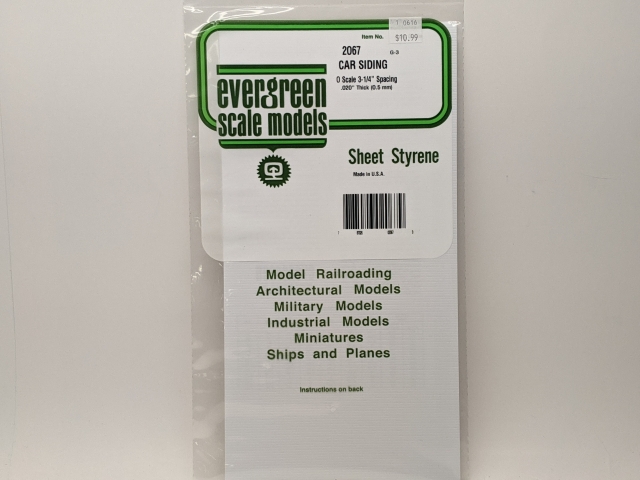 1 0616
Item No.
$10.99
2067
G-3
CAR SIDING
O Scale 3-1/4" Spacing
.020" Thick (0.5 mm)
evergreen
scale models
Sheet Styrene
Made in U.S.A.
Model Railroading
Architectural Models
Military Models
Industrial Models
Miniatures
Ships and Planes
Instructions on back